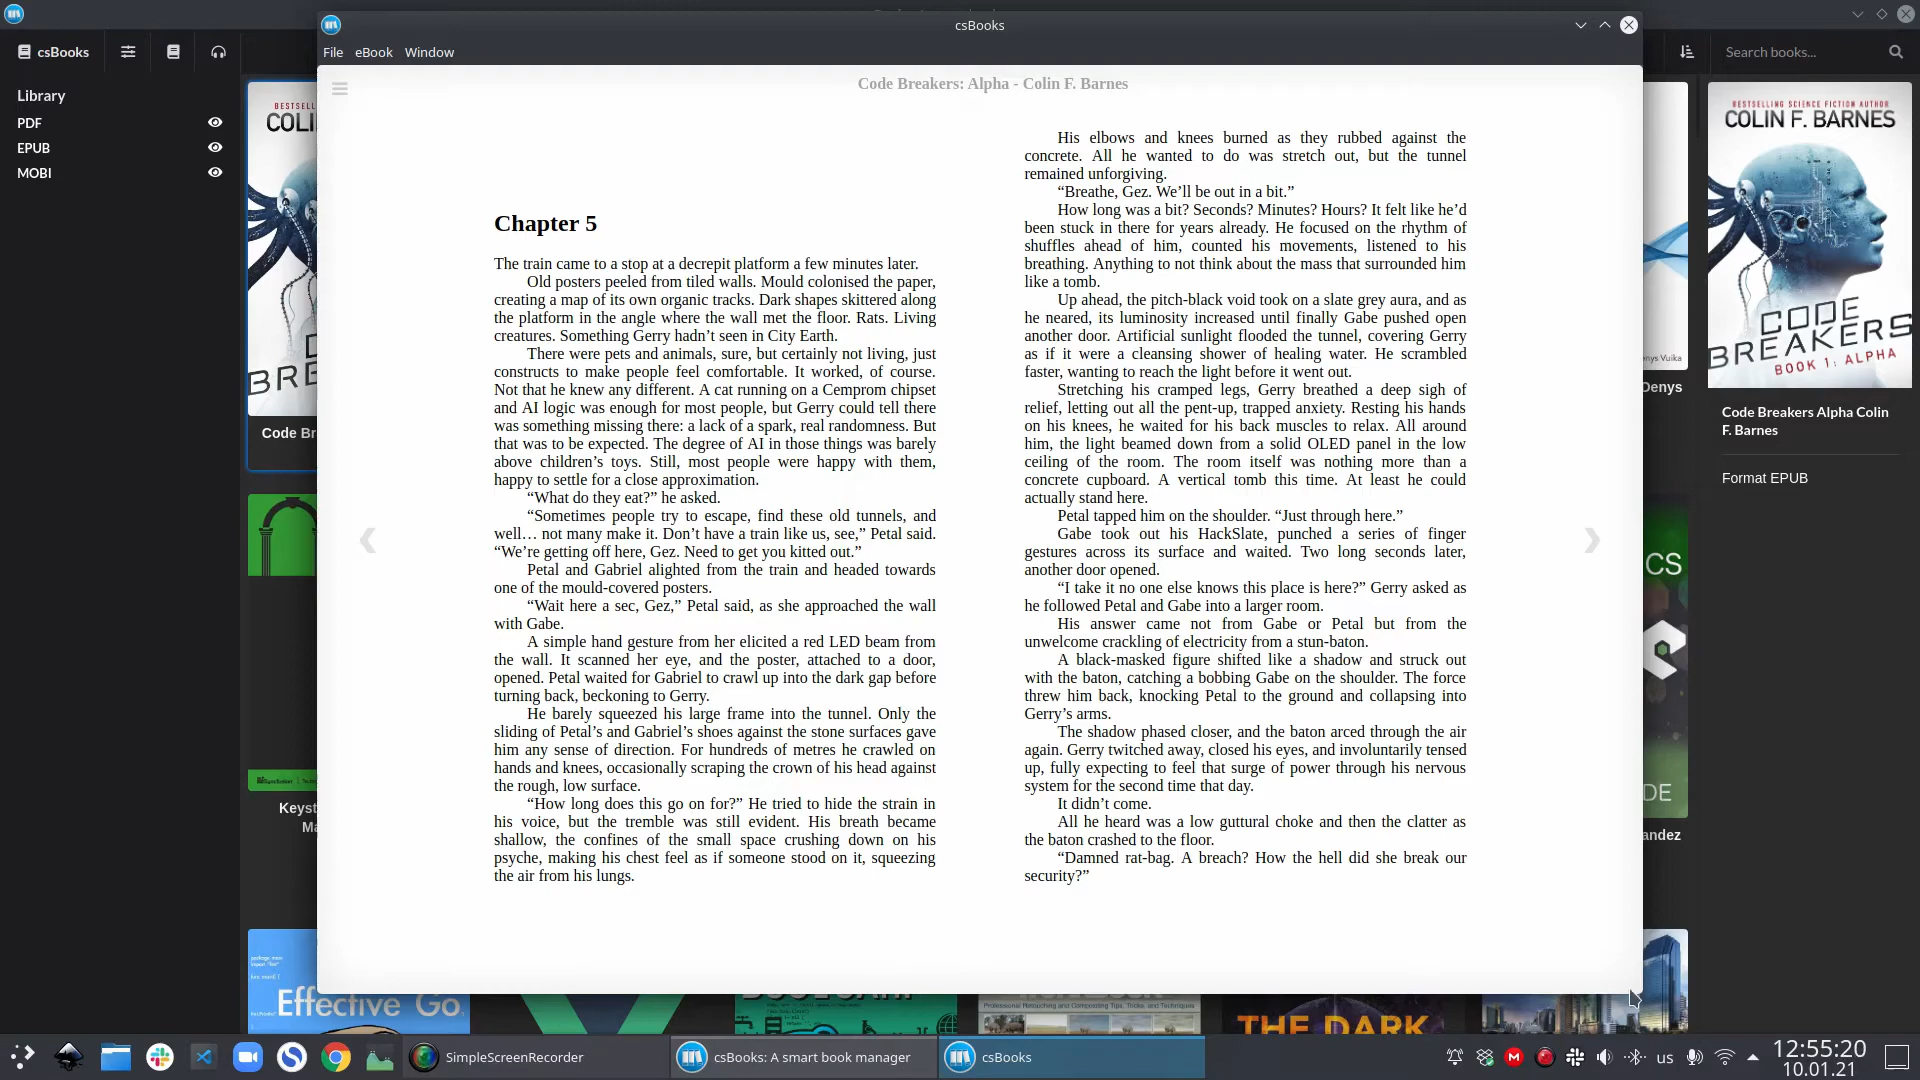 csBooks
File eBook Window
csBooks
Search books...
Library
PDF
EPUB
MOBI
Code Breakers: Alpha - Colin F. Barnes
Chapter 5
The train came to a stop at a decrepit platform a few minutes later.
Old posters peeled from tiled walls. Mould colonised the paper,
creating a map of its own organic tracks. Dark shapes skittered along
the platform in the angle where the wall met the floor. Rats. Living
creatures. Something Gerry hadn’t seen in City Earth.
There were pets and animals, sure, but certainly not living, just
constructs to make people feel comfortable. It worked, of course.
Not that he knew any different. A cat running on a Cemprom chipset
and AI logic was enough for most people, but Gerry could tell there
was something missing there: a lack of a spark, real randomness. But
that was to be expected. The degree of AI in those things was barely
above children’s toys. Still, most people were happy with them,
happy to settle for a close approximation.
“What do they eat?” he asked.
“Sometimes people try to escape, find these old tunnels, and
well… not many make it. Don’t have a train like us, see,” Petal said.
“We’re getting off here, Gez. Need to get you kitted out.”
Petal and Gabriel alighted from the train and headed towards
one of the mould-covered posters.
“Wait here a sec, Gez,” Petal said, as she approached the wall
with Gabe.
A simple hand gesture from her elicited a red LED beam from
the wall. It scanned her eye, and the poster, attached to a door,
opened. Petal waited for Gabriel to crawl up into the dark gap before
turning back, beckoning to Gerry.
He barely squeezed his large frame into the tunnel. Only the
sliding of Petal’s and Gabriel’s shoes against the stone surfaces gave
him any sense of direction. For hundreds of metres he crawled on
hands and knees, occasionally scraping the crown of his head against
the rough, low surface.
“How long does this go on for?” He tried to hide the strain in
his voice, but the tremble was still evident. His breath became
shallow, the confines of the small space crushing down on his
psyche, making his chest feel as if someone stood on it, squeezing
the air from his lungs.
His elbows and knees burned as they rubbed against the
concrete. All he wanted to do was stretch out, but the tunnel
remained unforgiving.
“Breathe, Gez. We’ll be out in a bit.”
How long was a bit? Seconds? Minutes? Hours? It felt like he’d
been stuck in there for years already. He focused on the rhythm of
shuffles ahead of him, counted his movements, listened to his
breathing. Anything to not think about the mass that surrounded him
like a tomb.
Up ahead, the pitch-black void took on a slate grey aura, and as
he neared, its luminosity increased until finally Gabe pushed open
another door. Artificial sunlight flooded the tunnel, covering Gerry
as if it were a cleansing shower of healing water. He scrambled
faster, wanting to reach the light before it went out.
Stretching his cramped legs, Gerry breathed a deep sigh of
relief, letting out all the pent-up, trapped anxiety. Resting his hands
on his knees, he waited for his back muscles to relax. All around
him, the light beamed down from a solid OLED panel in the low
ceiling of the room. The room itself was nothing more than a
concrete cupboard. A vertical tomb this time. At least he could
actually stand here.
Petal tapped him on the shoulder. “Just through here.”
Gabe took out his HackSlate, punched a series of finger
gestures across its surface and waited. Two long seconds later,
another door opened.
“I take it no one else knows this place is here?” Gerry asked as
he followed Petal and Gabe into a larger room.
His answer came not from Gabe or Petal but from the
unwelcome crackling of electricity from a stun-baton.
A black-masked figure shifted like a shadow and struck out
with the baton, catching a bobbing Gabe on the shoulder. The force
threw him back, knocking Petal to the ground and collapsing into
Gerry’s arms.
The shadow phased closer, and the baton arced through the air
again. Gerry twitched away, closed his eyes, and involuntarily tensed
up, fully expecting to feel that surge of power through his nervous
system for the second time that day.
It didn’t come.
All he heard was a low guttural choke and then the clatter as
the baton crashed to the floor.
“Damned rat-bag. A breach? How the hell did she break our
security?”
BESTSELL
COLI
BRE
Code Br
Keyst
Ma
Effective Go
THE DARK
Professional Retouching and Compositing Tips, Tricks, and Techniques
enys Vuika
Denys
CS
DE
andez
BESTSELLING SCIENCE FICTION AUTHOR
COLIN F. BARNES
CODE
BREAKERS
BOOK 1: ALPHA
Code Breakers Alpha Colin
F. Barnes
Format EPUB
SimpleScreenRecorder
csBooks: A smart book manager
csBooks
us
12:55:20
10.01.21